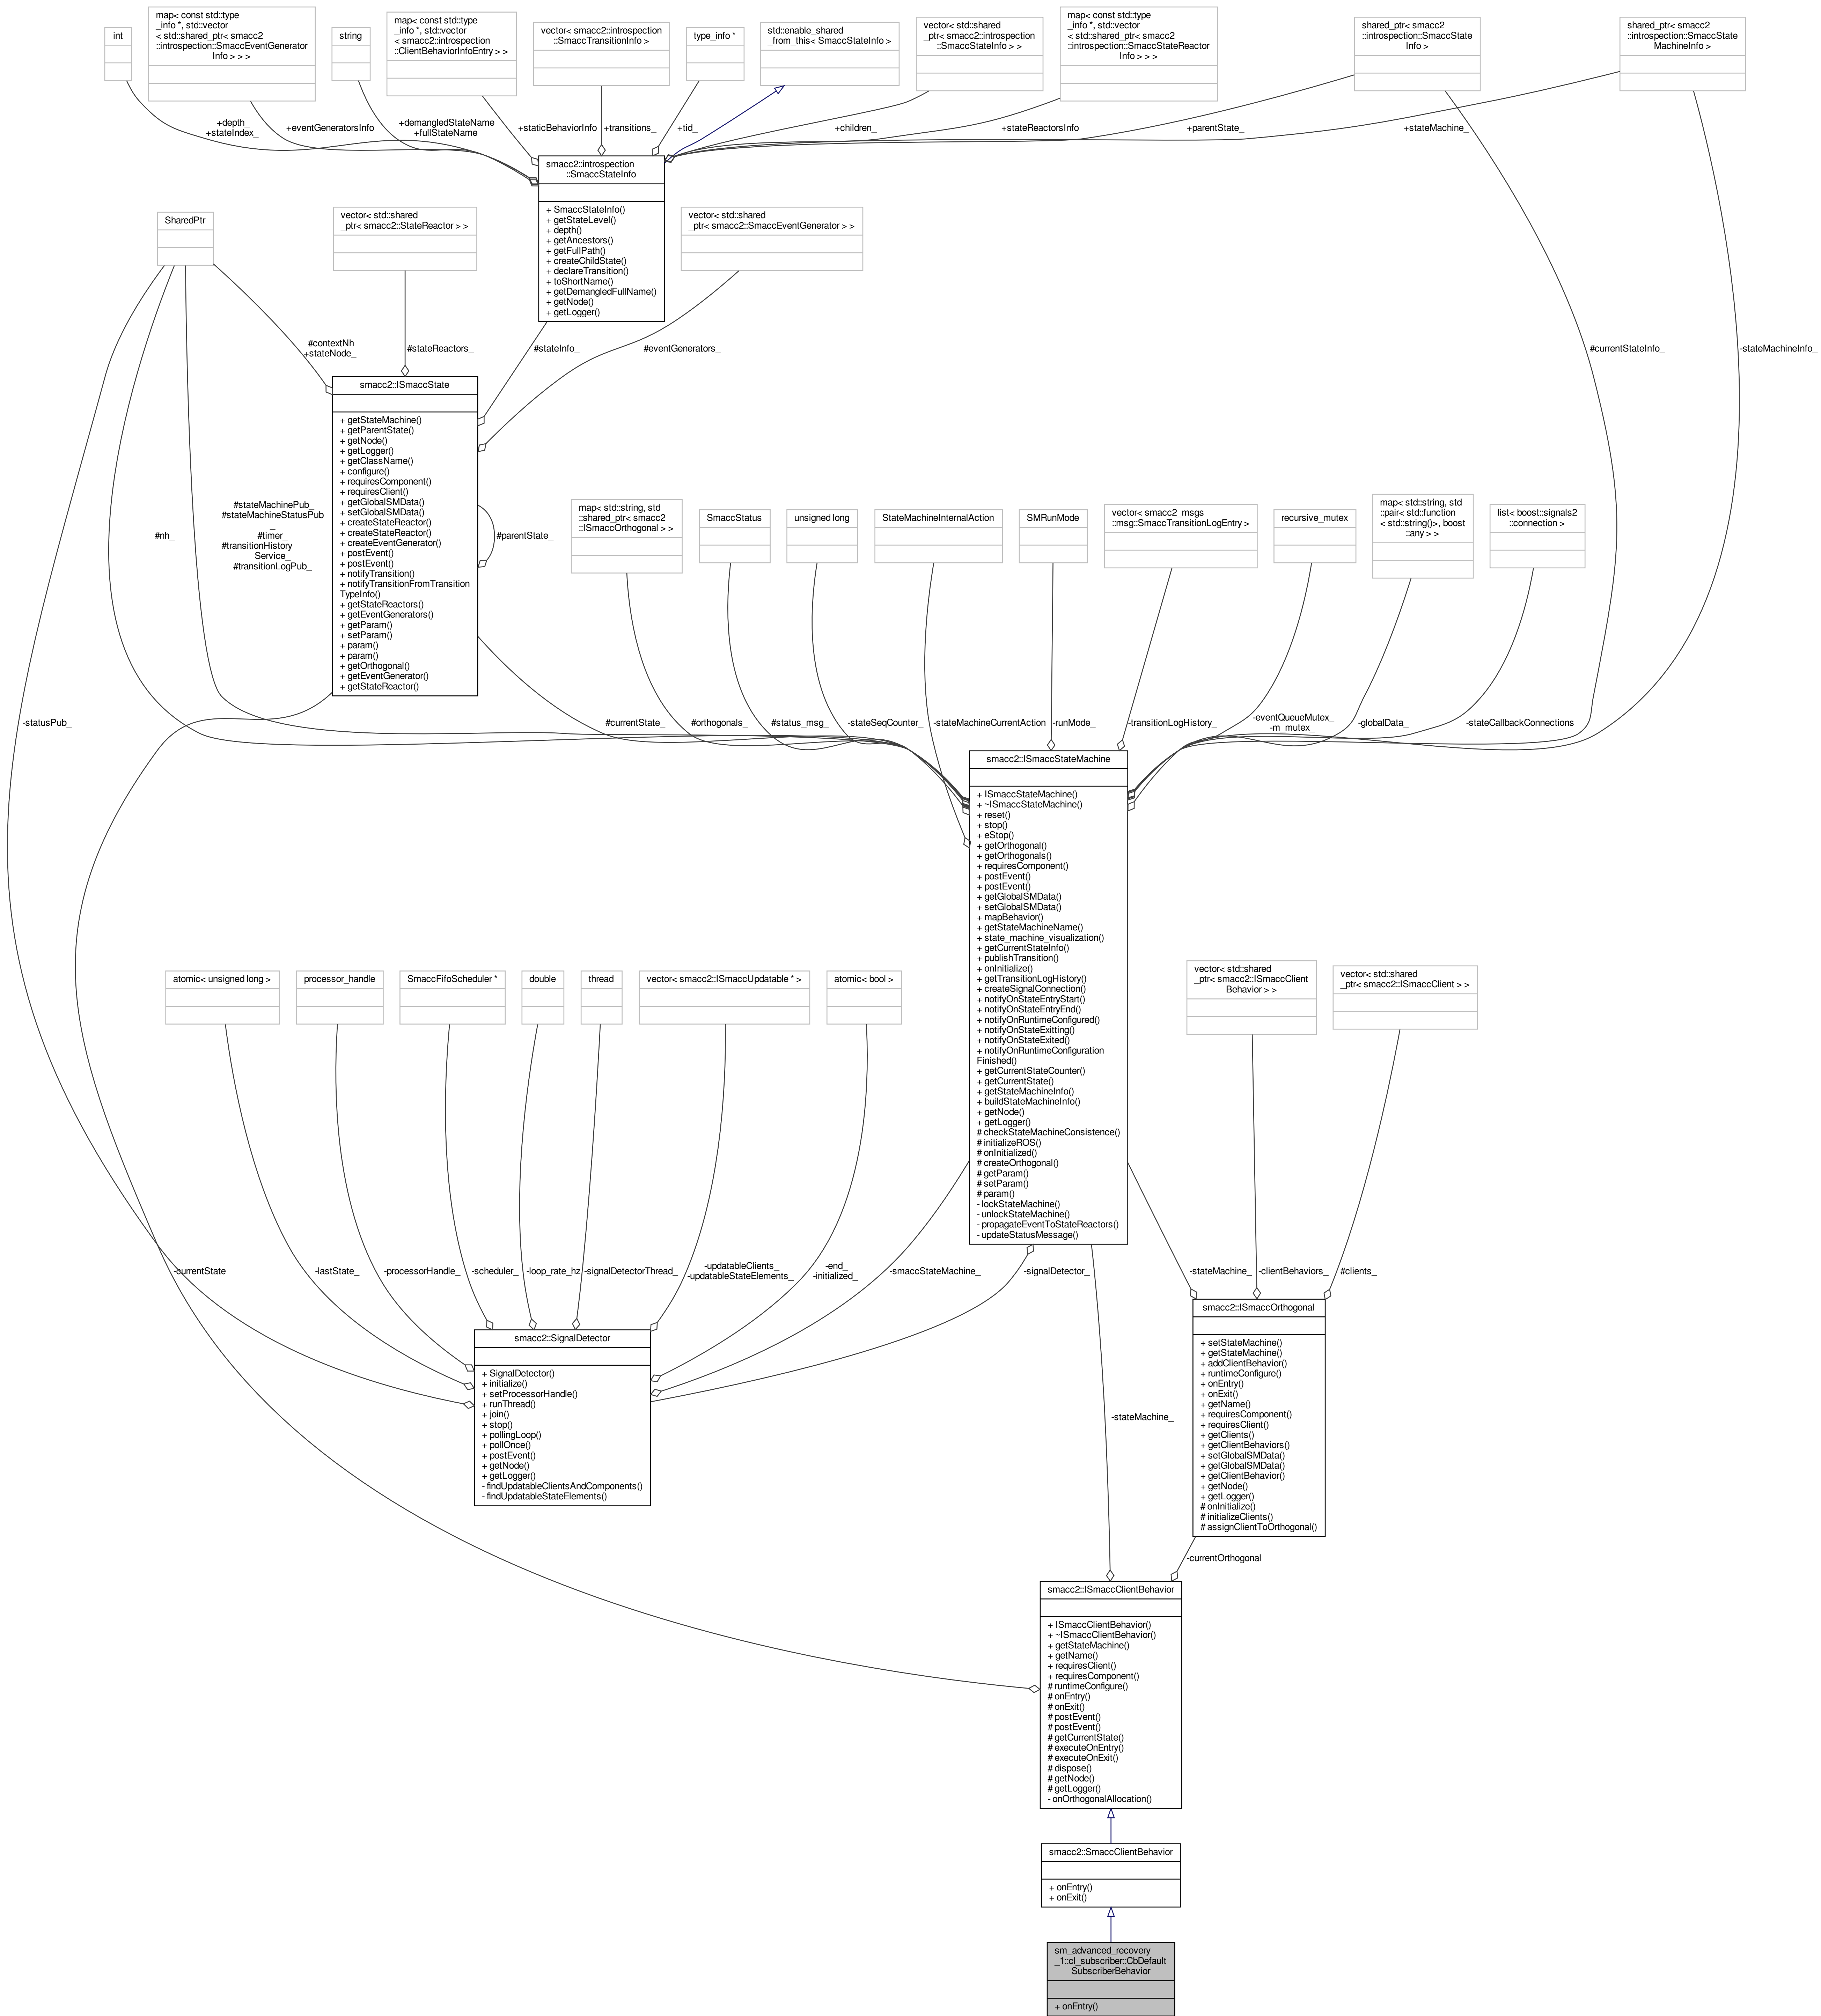 int
map< const std::type
_info *, std::vector
< std::shared_ptr< smacc2
::introspection::SmaccEventGenerator
Info > > >
string
map< const std::type
_info *, std::vector
< smacc2::introspection
::ClientBehaviorInfoEntry > >
vector< smacc2::introspection
::SmaccTransitionInfo >
type_info *
std::enable_shared
_from_this< SmaccStateInfo >
vector< std::shared
_ptr< smacc2::introspection
::SmaccStateInfo > >
map< const std::type
_info *, std::vector
< std::shared_ptr< smacc2
::introspection::SmaccStateReactor
Info > > >
shared_ptr< smacc2
::introspection::SmaccState
Info >
shared_ptr< smacc2
::introspection::SmaccState
MachineInfo >
+depth_
+stateIndex_
+eventGeneratorsInfo
+demangledStateName
+fullStateName
+staticBehaviorInfo
+transitions_
+tid_
+children_
+stateReactorsInfo
+parentState_
+stateMachine_
smacc2::introspection
::SmaccStateInfo
+ SmaccStateInfo()
+ getStateLevel()
+ depth()
+ getAncestors()
+ getFullPath()
+ createChildState()
+ declareTransition()
+ toShortName()
+ getDemangledFullName()
+ getNode()
+ getLogger()
SharedPtr
vector< std::shared
_ptr< smacc2::StateReactor > >
vector< std::shared
_ptr< smacc2::SmaccEventGenerator > >
#contextNh
+stateNode_
#stateReactors_
#stateInfo_
#eventGenerators_
#currentStateInfo_
-stateMachineInfo_
smacc2::ISmaccState
+ getStateMachine()
+ getParentState()
+ getNode()
+ getLogger()
+ getClassName()
+ configure()
+ requiresComponent()
+ requiresClient()
+ getGlobalSMData()
+ setGlobalSMData()
+ createStateReactor()
+ createStateReactor()
+ createEventGenerator()
+ postEvent()
+ postEvent()
+ notifyTransition()
+ notifyTransitionFromTransition
TypeInfo()
+ getStateReactors()
+ getEventGenerators()
+ getParam()
+ setParam()
+ param()
+ param()
+ getOrthogonal()
+ getEventGenerator()
+ getStateReactor()
#parentState_
#nh_
#stateMachinePub_
#stateMachineStatusPub
_
#timer_
#transitionHistory
Service_
#transitionLogPub_
map< std::string, std
::shared_ptr< smacc2
::ISmaccOrthogonal > >
SmaccStatus
unsigned long
StateMachineInternalAction
SMRunMode
vector< smacc2_msgs
::msg::SmaccTransitionLogEntry >
recursive_mutex
map< std::string, std
::pair< std::function
< std::string()>, boost
::any > >
list< boost::signals2
::connection >
-statusPub_
#currentState_
#orthogonals_
#status_msg_
-stateSeqCounter_
-stateMachineCurrentAction
-runMode_
-transitionLogHistory_
-eventQueueMutex_
-m_mutex_
-globalData_
-stateCallbackConnections
smacc2::ISmaccStateMachine
+ ISmaccStateMachine()
+ ~ISmaccStateMachine()
+ reset()
+ stop()
+ eStop()
+ getOrthogonal()
+ getOrthogonals()
+ requiresComponent()
+ postEvent()
+ postEvent()
+ getGlobalSMData()
+ setGlobalSMData()
+ mapBehavior()
+ getStateMachineName()
+ state_machine_visualization()
+ getCurrentStateInfo()
+ publishTransition()
+ onInitialize()
+ getTransitionLogHistory()
+ createSignalConnection()
+ notifyOnStateEntryStart()
+ notifyOnStateEntryEnd()
+ notifyOnRuntimeConfigured()
+ notifyOnStateExitting()
+ notifyOnStateExited()
+ notifyOnRuntimeConfiguration
Finished()
+ getCurrentStateCounter()
+ getCurrentState()
+ getStateMachineInfo()
+ buildStateMachineInfo()
+ getNode()
+ getLogger()
# checkStateMachineConsistence()
# initializeROS()
# onInitialized()
# createOrthogonal()
# getParam()
# setParam()
# param()
- lockStateMachine()
- unlockStateMachine()
- propagateEventToStateReactors()
- updateStatusMessage()
atomic< unsigned long >
processor_handle
SmaccFifoScheduler *
double
thread
vector< smacc2::ISmaccUpdatable * >
atomic< bool >
vector< std::shared
_ptr< smacc2::ISmaccClient
Behavior > >
vector< std::shared
_ptr< smacc2::ISmaccClient > >
-currentState
-lastState_
-processorHandle_
-scheduler_
-loop_rate_hz
-signalDetectorThread_
-updatableClients_
-updatableStateElements_
-end_
-initialized_
-smaccStateMachine_
-signalDetector_
-stateMachine_
-clientBehaviors_
#clients_
smacc2::SignalDetector
+ SignalDetector()
+ initialize()
+ setProcessorHandle()
+ runThread()
+ join()
+ stop()
+ pollingLoop()
+ pollOnce()
+ postEvent()
+ getNode()
+ getLogger()
- findUpdatableClientsAndComponents()
- findUpdatableStateElements()
smacc2::ISmaccOrthogonal
+ setStateMachine()
+ getStateMachine()
+ addClientBehavior()
+ runtimeConfigure()
+ onEntry()
+ onExit()
+ getName()
+ requiresComponent()
+ requiresClient()
+ getClients()
+ getClientBehaviors()
+ setGlobalSMData()
+ getGlobalSMData()
+ getClientBehavior()
+ getNode()
+ getLogger()
# onInitialize()
# initializeClients()
# assignClientToOrthogonal()
-stateMachine_
-currentOrthogonal
smacc2::ISmaccClientBehavior
+ ISmaccClientBehavior()
+ ~ISmaccClientBehavior()
+ getStateMachine()
+ getName()
+ requiresClient()
+ requiresComponent()
# runtimeConfigure()
# onEntry()
# onExit()
# postEvent()
# postEvent()
# getCurrentState()
# executeOnEntry()
# executeOnExit()
# dispose()
# getNode()
# getLogger()
- onOrthogonalAllocation()
smacc2::SmaccClientBehavior
+ onEntry()
+ onExit()
sm_advanced_recovery
_1::cl_subscriber::CbDefault
SubscriberBehavior
+ onEntry()